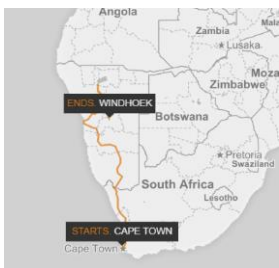 Angola
Zambia
Mala
Lusaka
Moza
Zimbabwe
ENDS: WINDHOEK
Botswana
Pretoria
Swaziland
South Africa
Lesotho
STARTS: CAPE TOWN
Cape Town